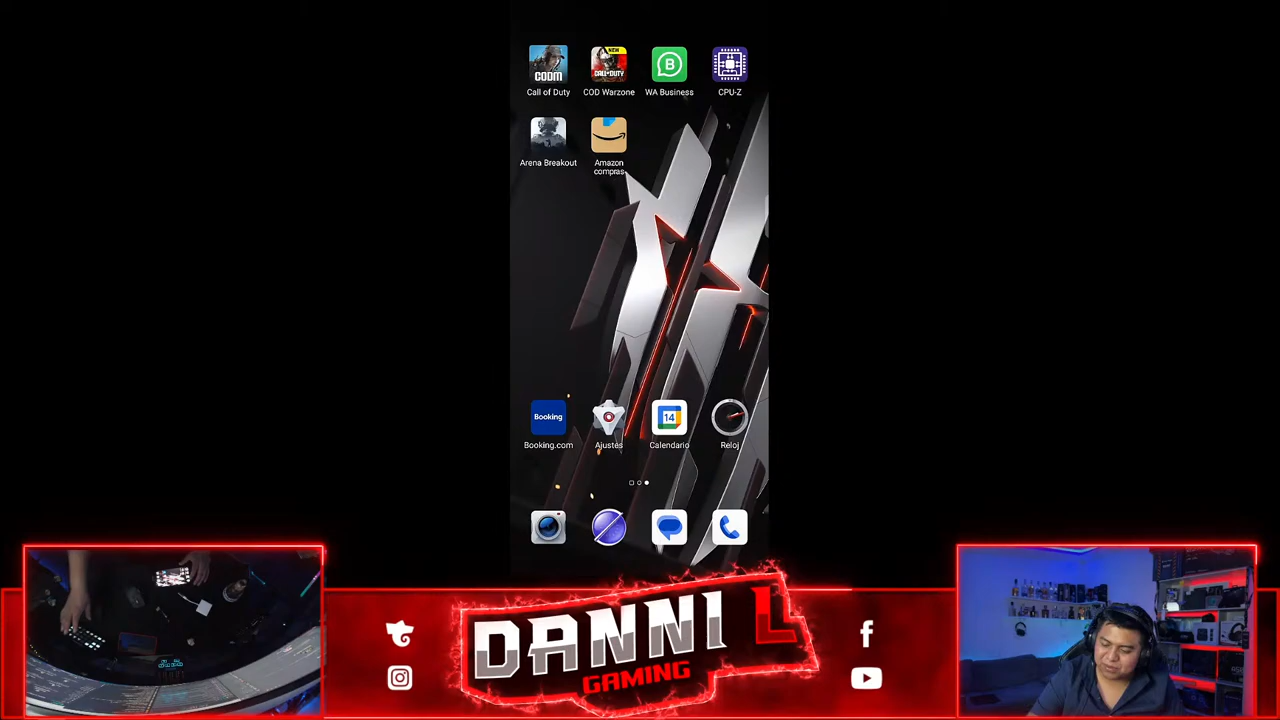 CODM
NEW
CALL OF DUTY
B
Call of Duty
COD Warzone
WA Business
CPU-Z
Arena Breakout
Amazon
compras
Booking
14
Booking.com
Ajustes
Calendario
Reloj
DANNI L
GAMING